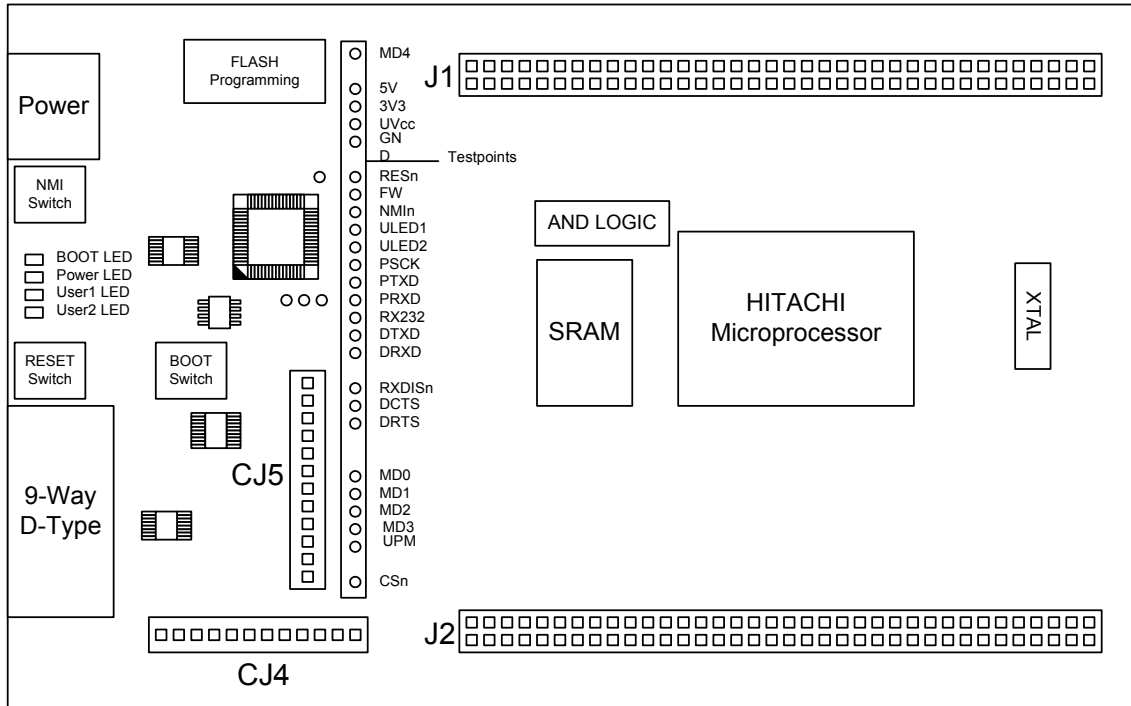 FLASH
Programming
MD4
J1
Power
5V
3V3
UVcc
GN
D
Testpoints
NMI
Switch
RESn
FW
NMIn
ULED1
ULED2
PSCK
PTXD
PRXD
RX232
DTXD
DRXD
RXDISn
DCTS
DRTS
MD0
MD1
MD2
MD3
UPM
CSn
AND LOGIC
BOOT LED
Power LED
User1 LED
User2 LED
SRAM
HITACHI
Microprocessor
XTAL
RESET
Switch
BOOT
Switch
CJ5
9-Way
D-Type
J2
CJ4